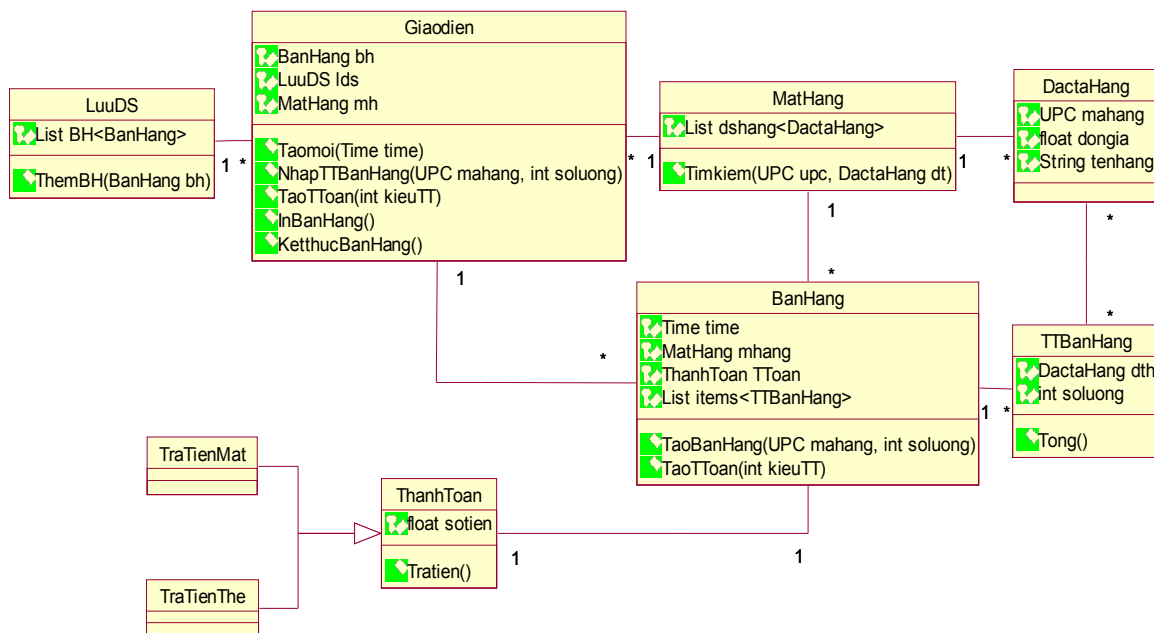 Giaodien
BanHang bh
LuuDS lds
MatHang mh
Taomoi(Time time)
NhapTTBanHang(UPC mahang, int soluong)
TaoTToan(int kieuTT)
InBanHang()
KetthucBanHang()
LuuDS
List BH<BanHang>
ThemBH(BanHang bh)
1
*
MatHang
List dshang<DactaHang>
Timkiem(UPC upc, DactaHang dt)
*
1
DactaHang
UPC mahang
float dongia
String tenhang
1
*
1
*
1
*
*
*
BanHang
Time time
MatHang mhang
ThanhToan TToan
List items<TTBanHang>
TaoBanHang(UPC mahang, int soluong)
TaoTToan(int kieuTT)
TTBanHang
DactaHang dth
int soluong
Tong()
1
*
TraTienMat
ThanhToan
float sotien
Tratien()
1
1
TraTienThe